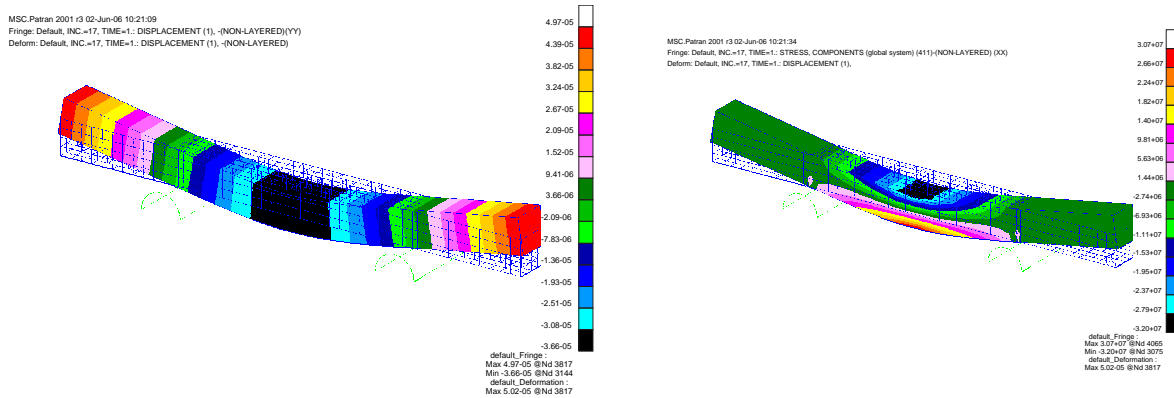 MSC.Patran 2001 r3 02-Jun-06 10:21:09
Fringe: Default, INC.=17, TIME=1.: DISPLACEMENT (1), -(NON-LAYERED)(YY)
Deform: Default, INC.=17, TIME=1.: DISPLACEMENT (1), -(NON-LAYERED)
4.97-05
4.39-05
3.82-05
3.24-05
2.67-05
2.09-05
1.52-05
9.41-06
3.66-06
-2.09-06
-7.83-06
-1.36-05
-1.93-05
-2.51-05
-3.08-05
-3.66-05
default_Fringe :
Max 4.97-05 @Nd 3817
Min -3.66-05 @Nd 3144
default_Deformation :
Max 5.02-05 @Nd 3817
MSC.Patran 2001 r3 02-Jun-06 10:21:34
Fringe: Default, INC.=17, TIME=1.: STRESS, COMPONENTS (global system) (411)-(NON-LAYERED) (XX)
Deform: Default, INC.=17, TIME=1.: DISPLACEMENT (1),
3.07+07
2.66+07
2.24+07
1.82+07
1.40+07
9.81+06
5.63+06
1.44+06
-2.74+06
-6.93+06
-1.11+07
-1.53+07
-1.95+07
-2.37+07
-2.79+07
-3.20+07
default_Fringe :
Max 3.07+07 @Nd 4065
Min -3.20+07 @Nd 3075
default_Deformation :
Max 5.02-05 @Nd 3817